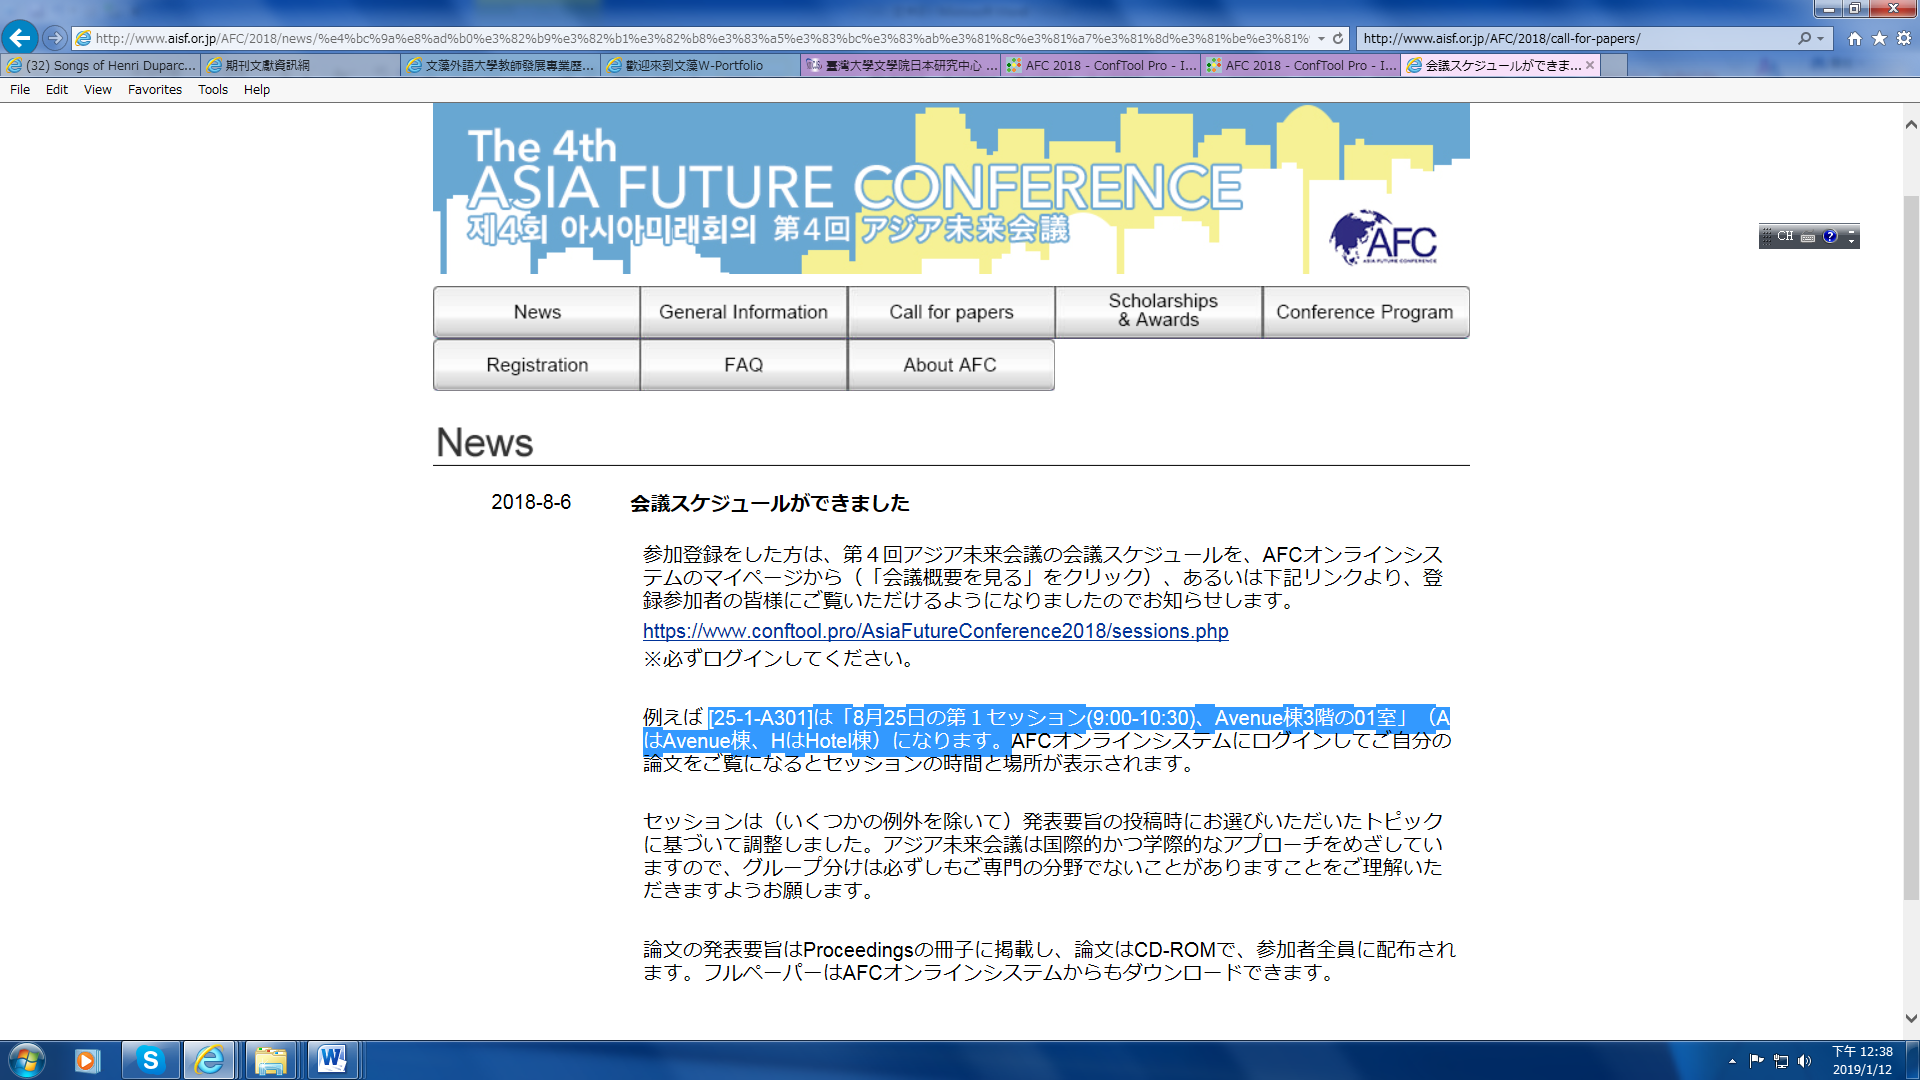 http://www.aisf.or.jp/AFC/2018/news/%e4%bc%9a%e8%ad%b0%e3%82%b9%e3%82%b1%e3%82%b8%e3%83%a5%e3%83%bc%e3%83%ab%e3%81%8c%e3%81%a7%e3%81%8d%e3%81%be%e3%81%
http://www.aisf.or.jp/AFC/2018/call-for-papers/
(32) Songs of Henri Duparc...
期刊文獻資訊網
文藻外語大學教師發展專業歷...
歡迎來到文藻W-Portfolio
臺灣大學文學院日本研究中心 ...
AFC 2018 - ConfTool Pro - I...
AFC 2018 - ConfTool Pro - I...
会議スケジュールができま...
File Edit View Favorites Tools Help
The 4th
ASIA FUTURE CONFERENCE
제4회 아시아미래회의 第4回 アジア未来会議
AFC
ASIA FUTURE CONFERENCE
CH
News
General Information
Call for papers
Scholarships
& Awards
Conference Program
Registration
FAQ
About AFC
News
2018-8-6
会議スケジュールができました
参加登録をした方は、第４回アジア未来会議の会議スケジュールを、AFCオンラインシス
テムのマイページから（「会議概要を見る」をクリック）、あるいは下記リンクより、登
録参加者の皆様にご覧いただけるようになりましたのでお知らせします。
https://www.conftool.pro/AsiaFutureConference2018/sessions.php
※必ずログインしてください。
例えば [25-1-A301]は「8月25日の第１セッション(9:00-10:30)、Avenue棟3階の01室」（A
はAvenue棟、HはHotel棟）になります。AFCオンラインシステムにログインしてご自分の
論文をご覧になるとセッションの時間と場所が表示されます。
セッションは（いくつかの例外を除いて）発表要旨の投稿時にお選びいただいたトピック
に基づいて調整しました。アジア未来会議は国際的かつ学際的なアプローチをめざしてい
ますので、グループ分けは必ずしもご専門の分野でないことがありますことをご理解いた
だきますようお願します。
論文の発表要旨はProceedingsの冊子に掲載し、論文はCD-ROMで、参加者全員に配布され
ます。フルペーパーはAFCオンラインシステムからもダウンロードできます。
下午 12:38
2019/1/12